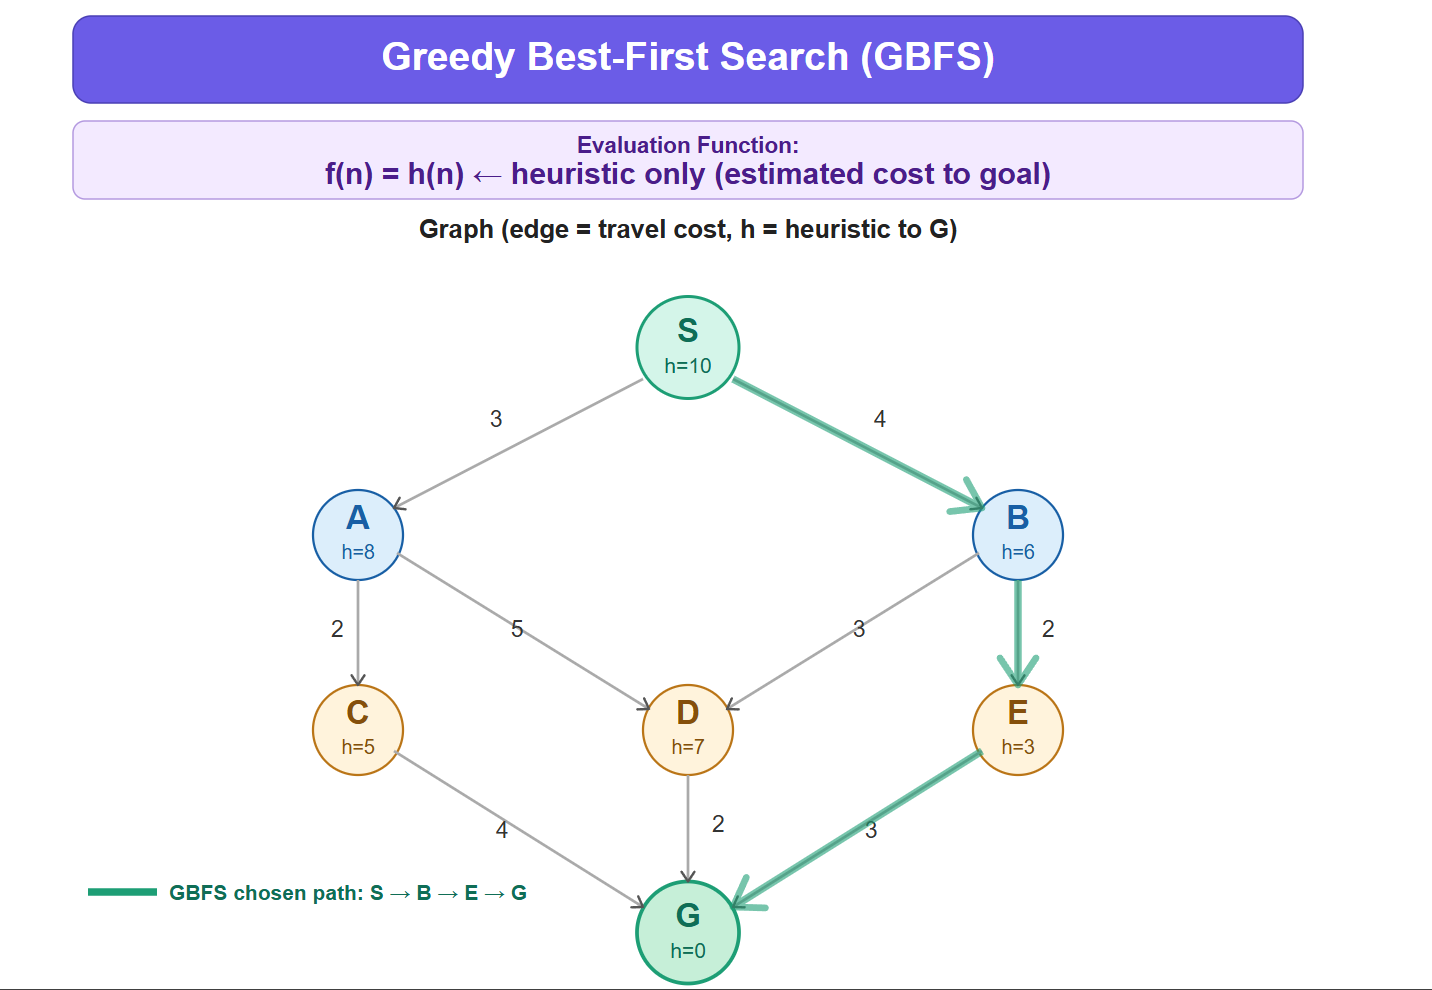 Greedy Best-First Search (GBFS)
Evaluation Function:
f(n) = h(n) ← heuristic only (estimated cost to goal)
Graph (edge = travel cost, h = heuristic to G)
S
h=10
3
4
A
h=8
B
h=6
2
5
3
2
C
h=5
D
h=7
E
h=3
4
2
3
GBFS chosen path: S → B → E → G
G
h=0